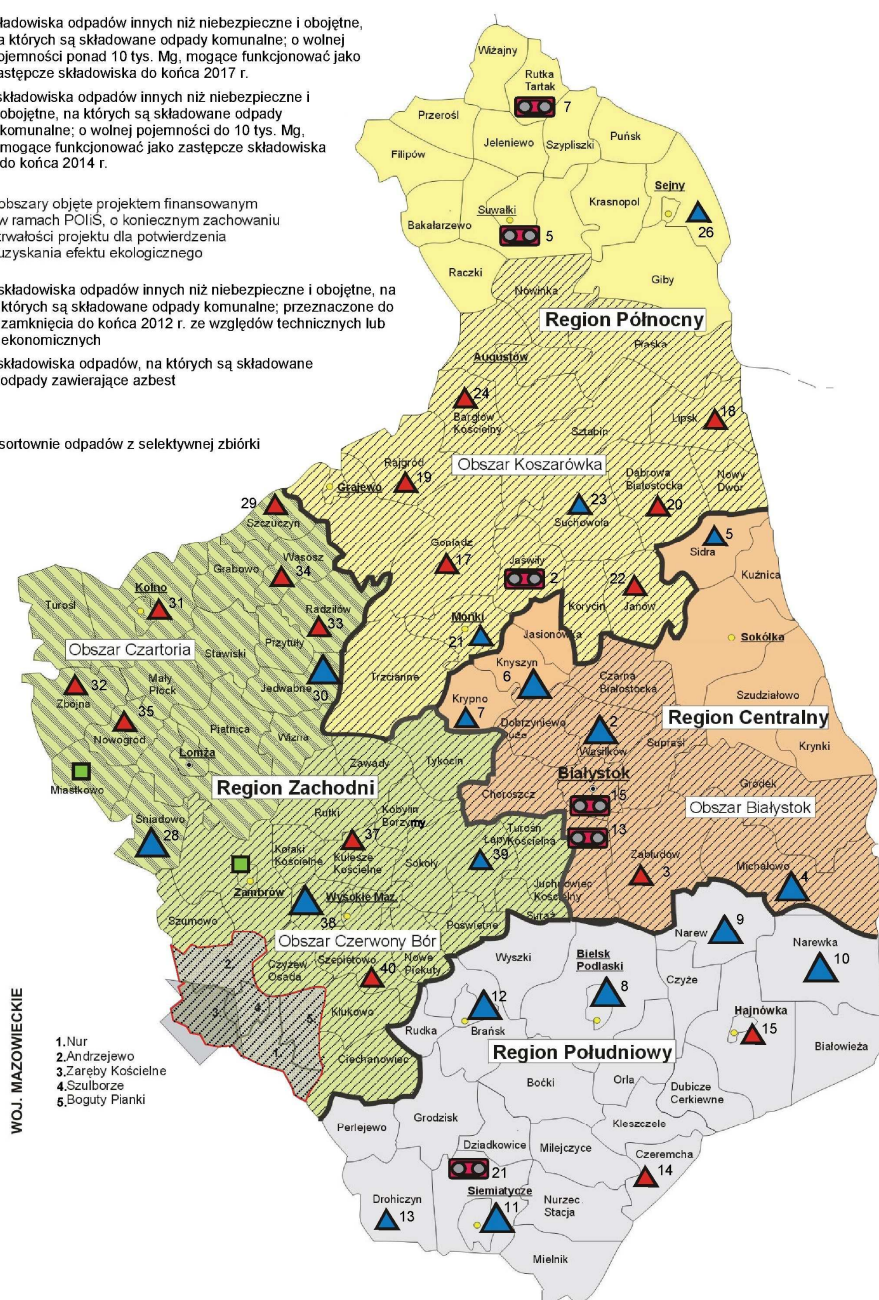 ładowiska odpadów innych niż niebezpieczne i obojętne,
a których są składowane odpady komunalne; o wolnej
ojemności ponad 10 tys. Mg, mogące funkcjonować jako
astępcze składowiska do końca 2017 r.
składowiska odpadów innych niż niebezpieczne i
obojętne, na których są składowane odpady
komunalne; o wolnej pojemności do 10 tys. Mg,
mogące funkcjonować jako zastępcze składowiska
do końca 2014 r.
obszary objęte projektem finansowanym
w ramach POIiŚ, o koniecznym zachowaniu
trwałości projektu dla potwierdzenia
uzyskania efektu ekologicznego
składowiska odpadów innych niż niebezpieczne i obojętne, na
których są składowane odpady komunalne; przeznaczone do
zamknięcia do końca 2012 r. ze względów technicznych lub
ekonomicznych
składowiska odpadów, na których są składowane
odpady zawierające azbest
sortownie odpadów z selektywnej zbiórki
Wiżajny
Rutka
Tartak
7
Przerośl
Jeleniewo
Szypliszki
Puńsk
Filipów
Krasnopol
Sejny
26
Suwałki
5
Bakałarzewo
Raczki
Giby
Nowinka
Region Północny
Płaska
Augustów
24
Bargłów
Kościelny
Lipsk
18
Sztabin
Rajgród
19
Grajewo
Obszar Koszarówka
Dąbrowa
Białostocka
20
Nowy
Dwór
29
Szczuczyn
23
Suchowola
5
Sidra
Kuźnica
Goniądz
17
Jaświły
2
22
Janów
Korycin
Grabowo
Wąsosz
34
Turośl
Kolno
31
Radziłów
33
Mońki
21
Jasionówka
Sokółka
Obszar Czartoria
Przytuły
Stawiski
Trzcianne
Knyszyn
6
Czarna
Białostocka
Mały
Płock
Jedwabne
30
32
Zbójna
35
Nowogród
Krypno
7
Dobrzyniewo
Duże
Szudziałowo
Region Centralny
Piątnica
Wizna
2
Wasilków
Supraśl
Krynki
Łomża
Zawady
Tykocin
Białystok
15
Miastkowo
Region Zachodni
Choroszcz
Gródek
Obszar Białystok
Rutki
Kobylin
Borzymy
Śniadowo
28
37
Kulesze
Kościelne
Kołaki
Kościelne
Sokoły
Łapy
39
Turośń
Kościelna
13
Zabłudów
3
Michałowo
4
Zambrów
Wysokie Maz.
38
Juchnowiec
Kościelny
Suraż
Poświętne
Szumowo
Obszar Czerwony Bór
Szepietowo
Nowe
Piekuty
40
Czyżew
Osada
Klukowo
Ciechanowiec
2.
3.
4.
5.
1.
Narew
9
Narewka
10
Wyszki
Bielsk
Podlaski
8
Czyże
12
Brańsk
Rudka
Hajnówka
15
Białowieża
Region Południowy
Boćki
Orla
Dubicze
Cerkiewne
Kleszczele
WOJ. MAZOWIECKIE
1.Nur
2.Andrzejewo
3.Zaręby Kościelne
4.Szulborze
5.Boguty Pianki
Perlejewo
Grodzisk
Dziadkowice
Milejczyce
Czeremcha
14
21
Siemiatycze
11
Nurzec
Stacja
Drohiczyn
13
Mielnik